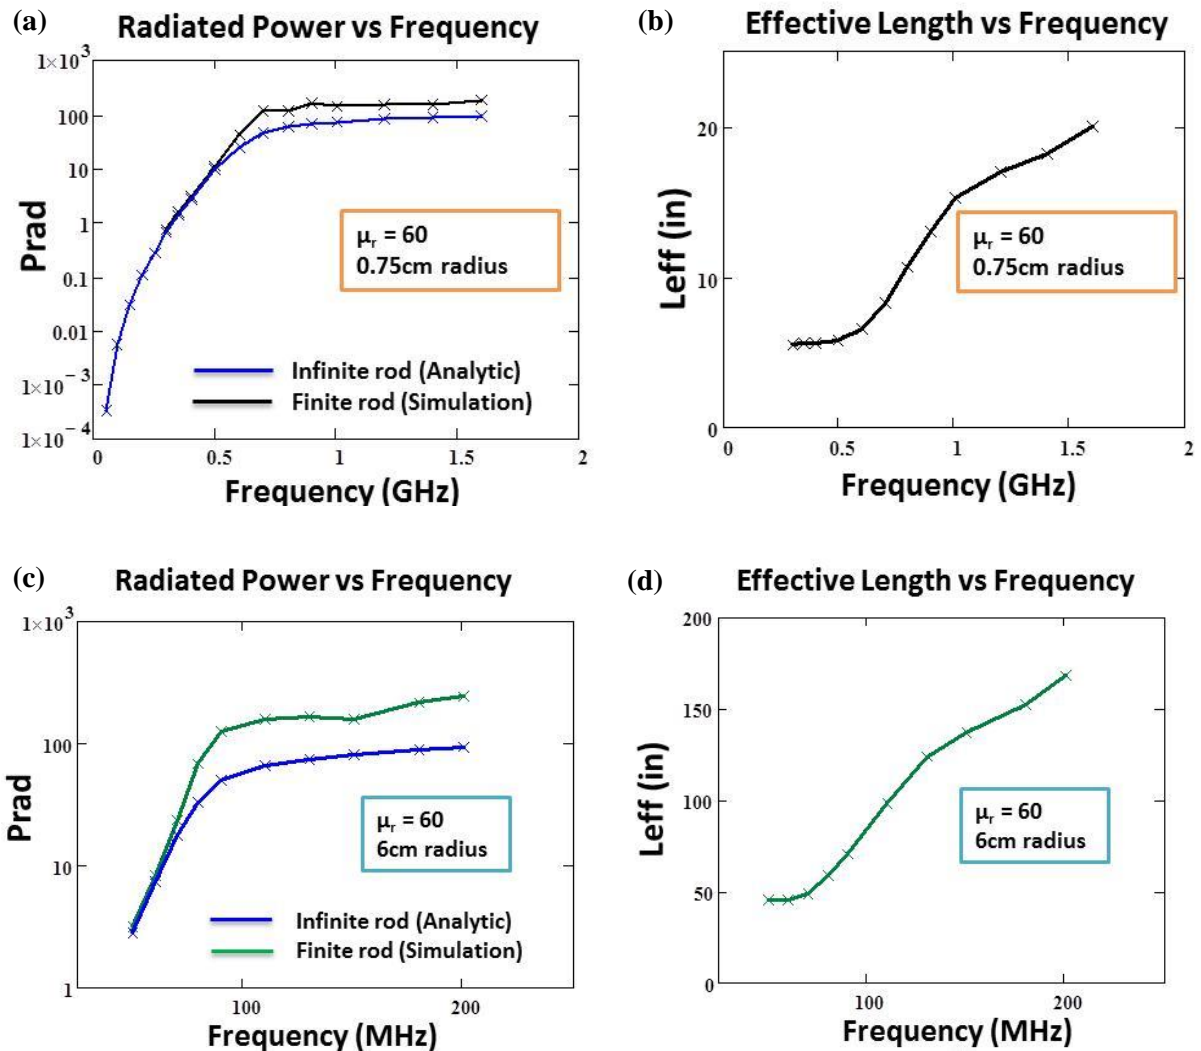 (a)
Radiated Power vs Frequency
1×10³
100
10
1
0.1
0.01
1×10⁻³
1×10⁻⁴
Prad
μr = 60
0.75cm radius
Infinite rod (Analytic)
Finite rod (Simulation)
0 0.5 1 1.5 2
Frequency (GHz)
(b)
Effective Length vs Frequency
20
10
0
Leff (in)
μr = 60
0.75cm radius
0 0.5 1 1.5 2
Frequency (GHz)
(c)
Radiated Power vs Frequency
1×10³
100
10
1
Prad
μr = 60
6cm radius
Infinite rod (Analytic)
Finite rod (Simulation)
100 200
Frequency (MHz)
(d)
Effective Length vs Frequency
200
150
100
50
0
Leff (in)
μr = 60
6cm radius
100 200
Frequency (MHz)